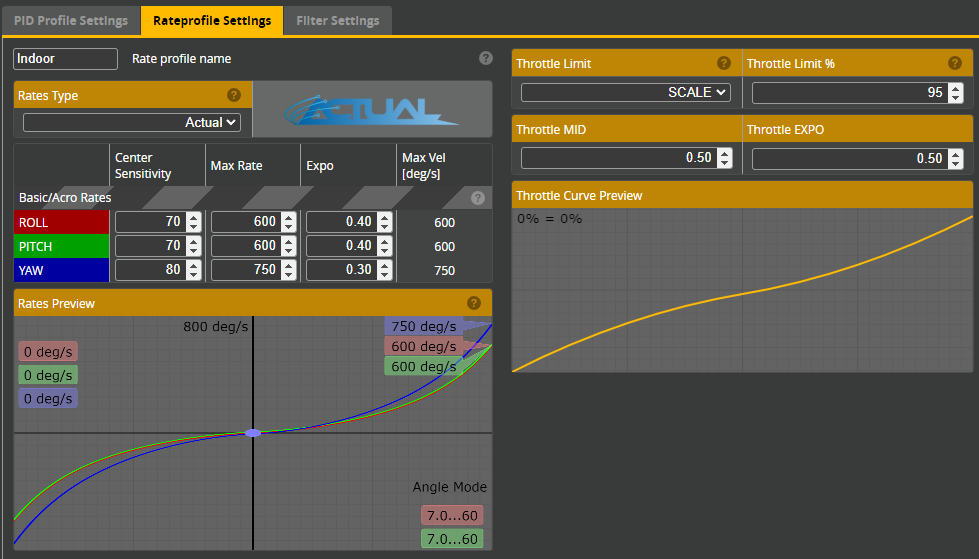 PID Profile Settings Rateprofile Settings Filter Settings
Indoor Rate profile name ?
Rates Type ?
Actual
ACTUAL
Center Sensitivity Max Rate Expo Max Vel [deg/s]
Basic/Acro Rates ?
ROLL 70 600 0.40 600
PITCH 70 600 0.40 600
YAW 80 750 0.30 750
Rates Preview ?
800 deg/s 750 deg/s
0 deg/s 600 deg/s
0 deg/s 600 deg/s
0 deg/s
Angle Mode
7.0...60
7.0...60
Throttle Limit ? Throttle Limit % ?
SCALE 95
Throttle MID Throttle EXPO
0.50 0.50
Throttle Curve Preview
0% = 0%